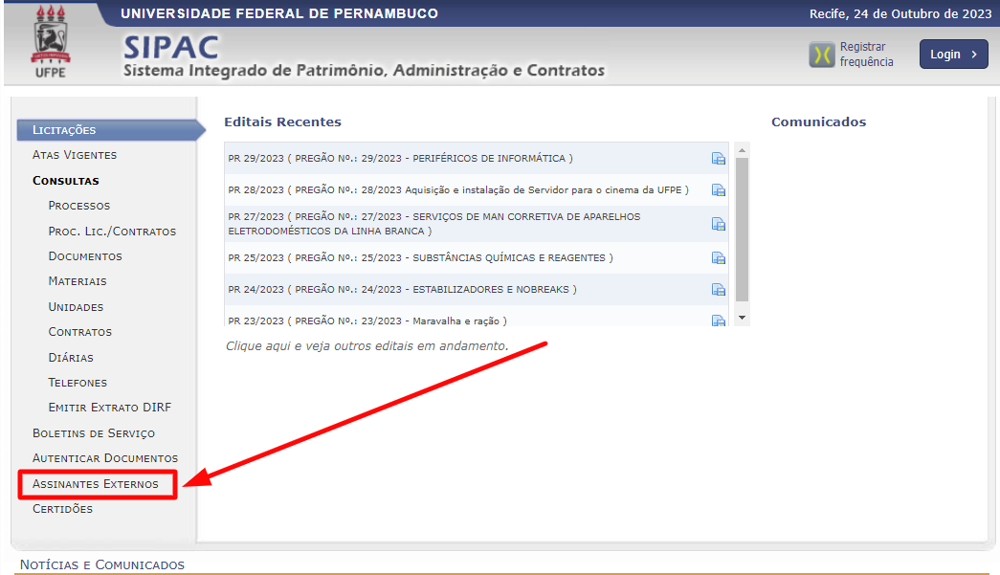 UNIVERSIDADE FEDERAL DE PERNAMBUCO
Recife, 24 de Outubro de 2023
UFPE
SIPAC
Sistema Integrado de Patrimônio, Administração e Contratos
Registrar
frequência
Login >
LICITAÇÕES
ATAS VIGENTES
CONSULTAS
PROCESSOS
PROC. LIC./CONTRATOS
DOCUMENTOS
MATERIAIS
UNIDADES
CONTRATOS
DIÁRIAS
TELEFONES
EMITIR EXTRATO DIRF
BOLETINS DE SERVIÇO
AUTENTICAR DOCUMENTOS
ASSINANTES EXTERNOS
CERTIDÕES
Editais Recentes
PR 29/2023 ( PREGÃO Nº.: 29/2023 - PERIFÉRICOS DE INFORMÁTICA )
PR 28/2023 ( PREGÃO Nº.: 28/2023 Aquisição e instalação de Servidor para o cinema da UFPE )
PR 27/2023 ( PREGÃO Nº.: 27/2023 - SERVIÇOS DE MAN CORRETIVA DE APARELHOS
ELETRODOMÉSTICOS DA LINHA BRANCA )
PR 25/2023 ( PREGÃO Nº.: 25/2023 - SUBSTÂNCIAS QUÍMICAS E REAGENTES )
PR 24/2023 ( PREGÃO Nº.: 24/2023 - ESTABILIZADORES E NOBREAKS )
PR 23/2023 ( PREGÃO Nº.: 23/2023 - Maravalha e ração )
Clique aqui e veja outros editais em andamento.
Comunicados
NOTÍCIAS E COMUNICADOS